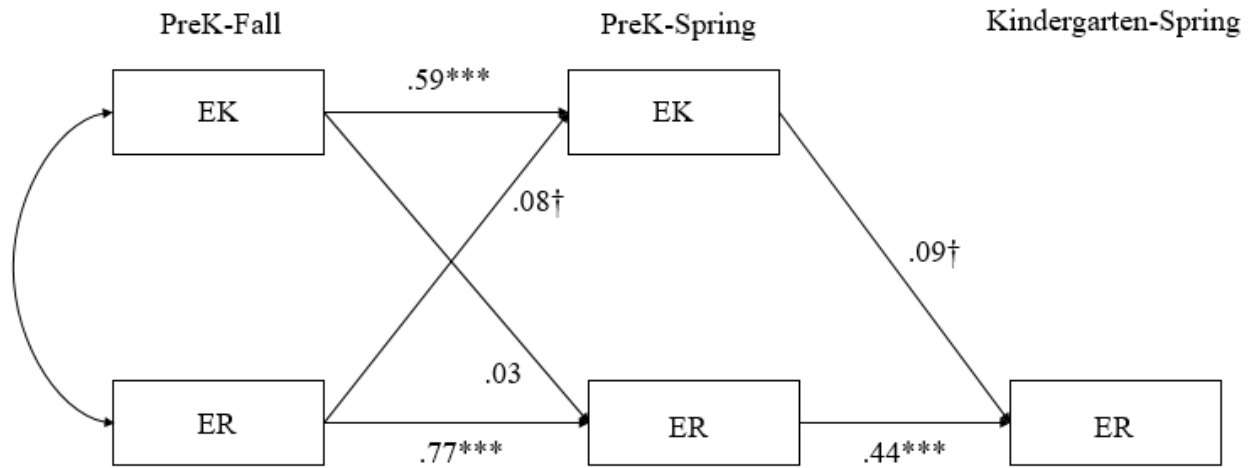 PreK-Fall
PreK-Spring
Kindergarten-Spring
EK
.59***
EK
.08†
.09†
.03
ER
.77***
ER
.44***
ER